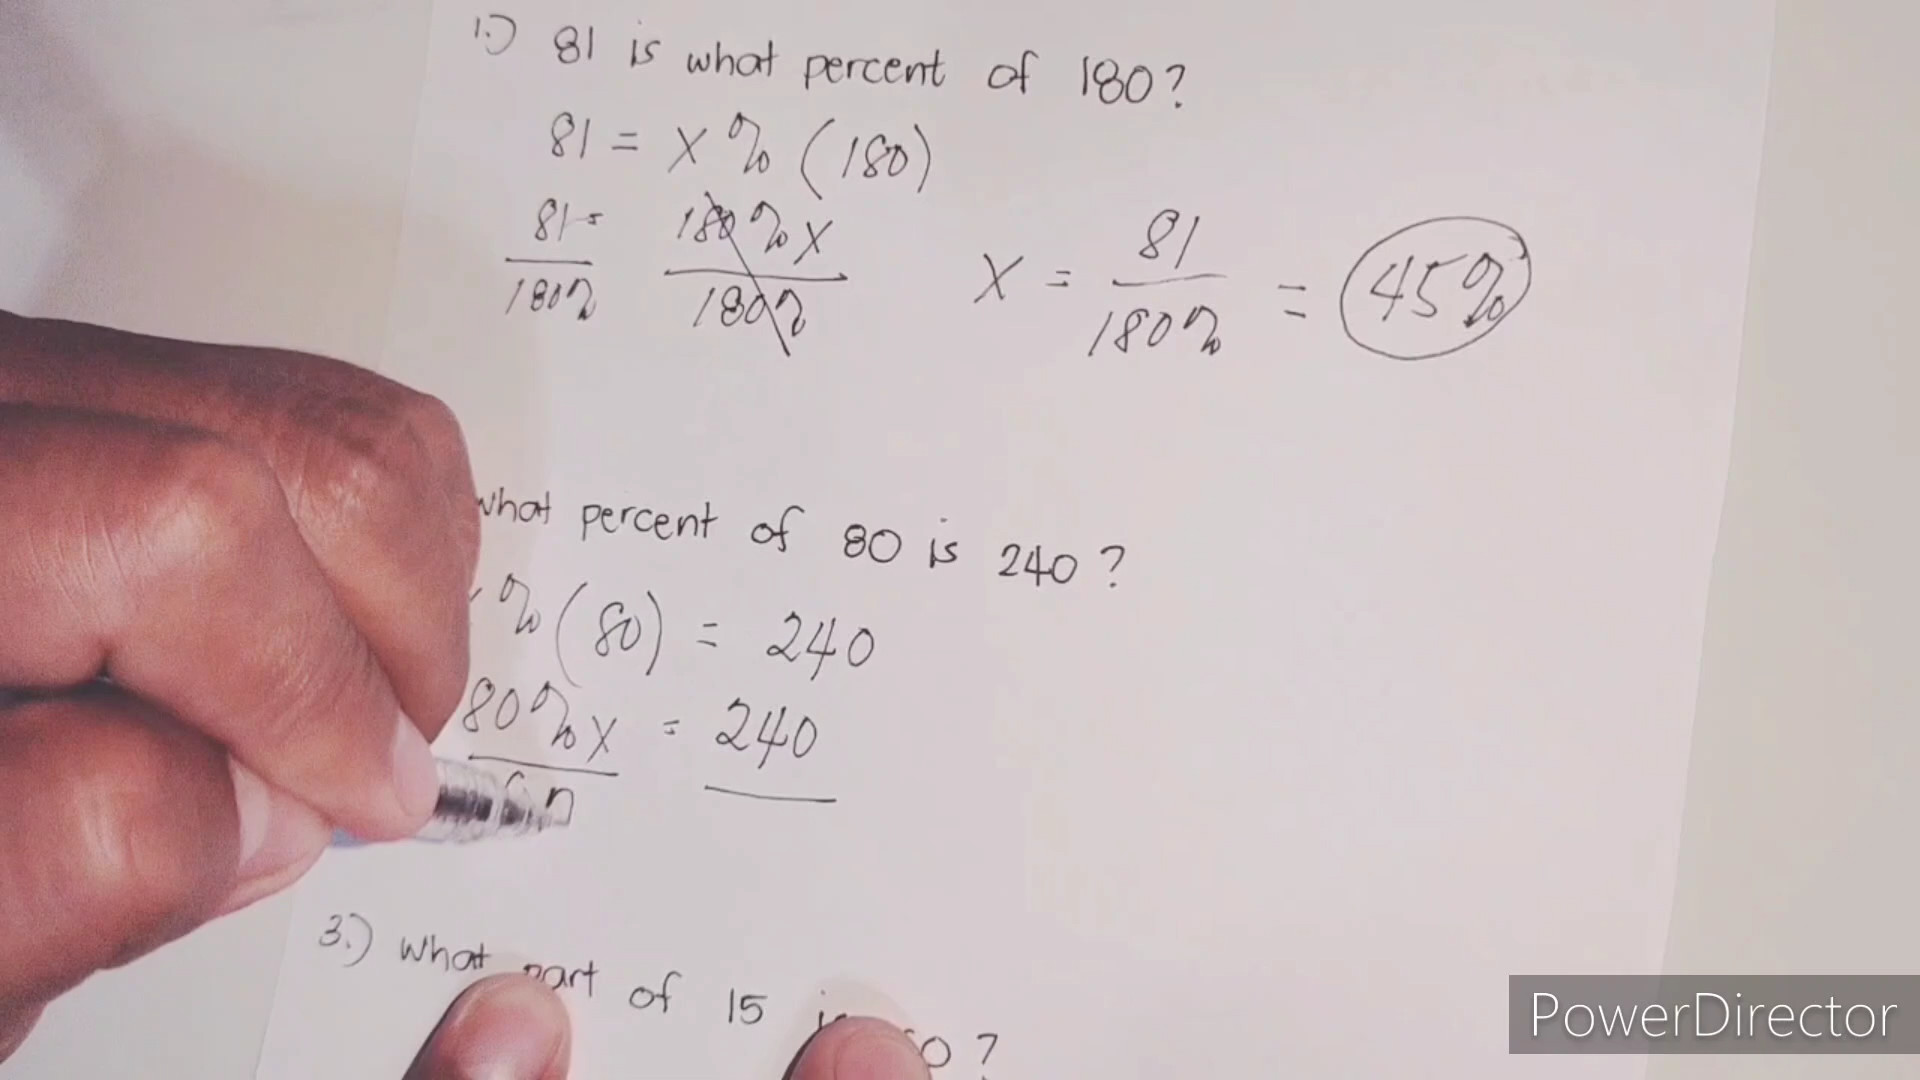 1.) 81 is what percent of 180?
81 = x % (180)
81 = 180%x
180% 180%
x = 81 / 180% = 45%
what percent of 80 is 240?
% (80) = 240
80%x = 240
3.) what part of 15 is ?
PowerDirector